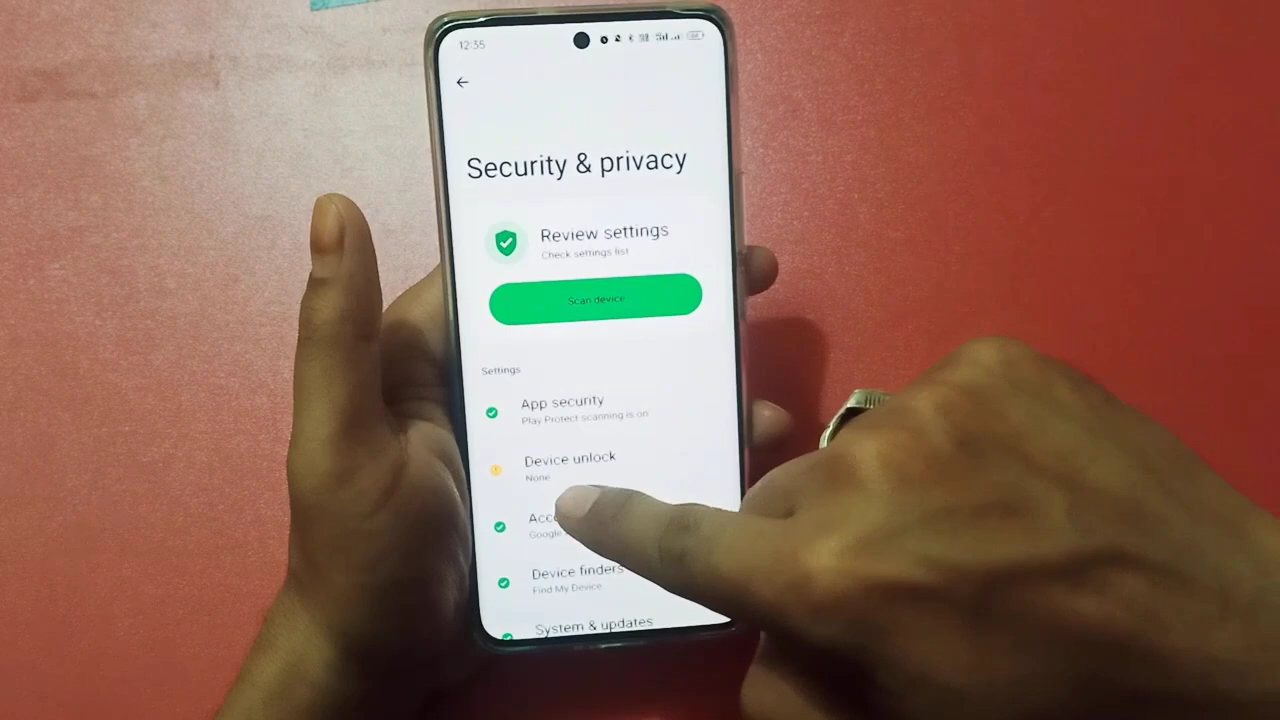 12:35
Security & privacy
Review settings
Check settings list
Scan device
Settings
App security
Play Protect scanning is on
Device unlock
None
Google
Device finders
Find My Device
System & updates